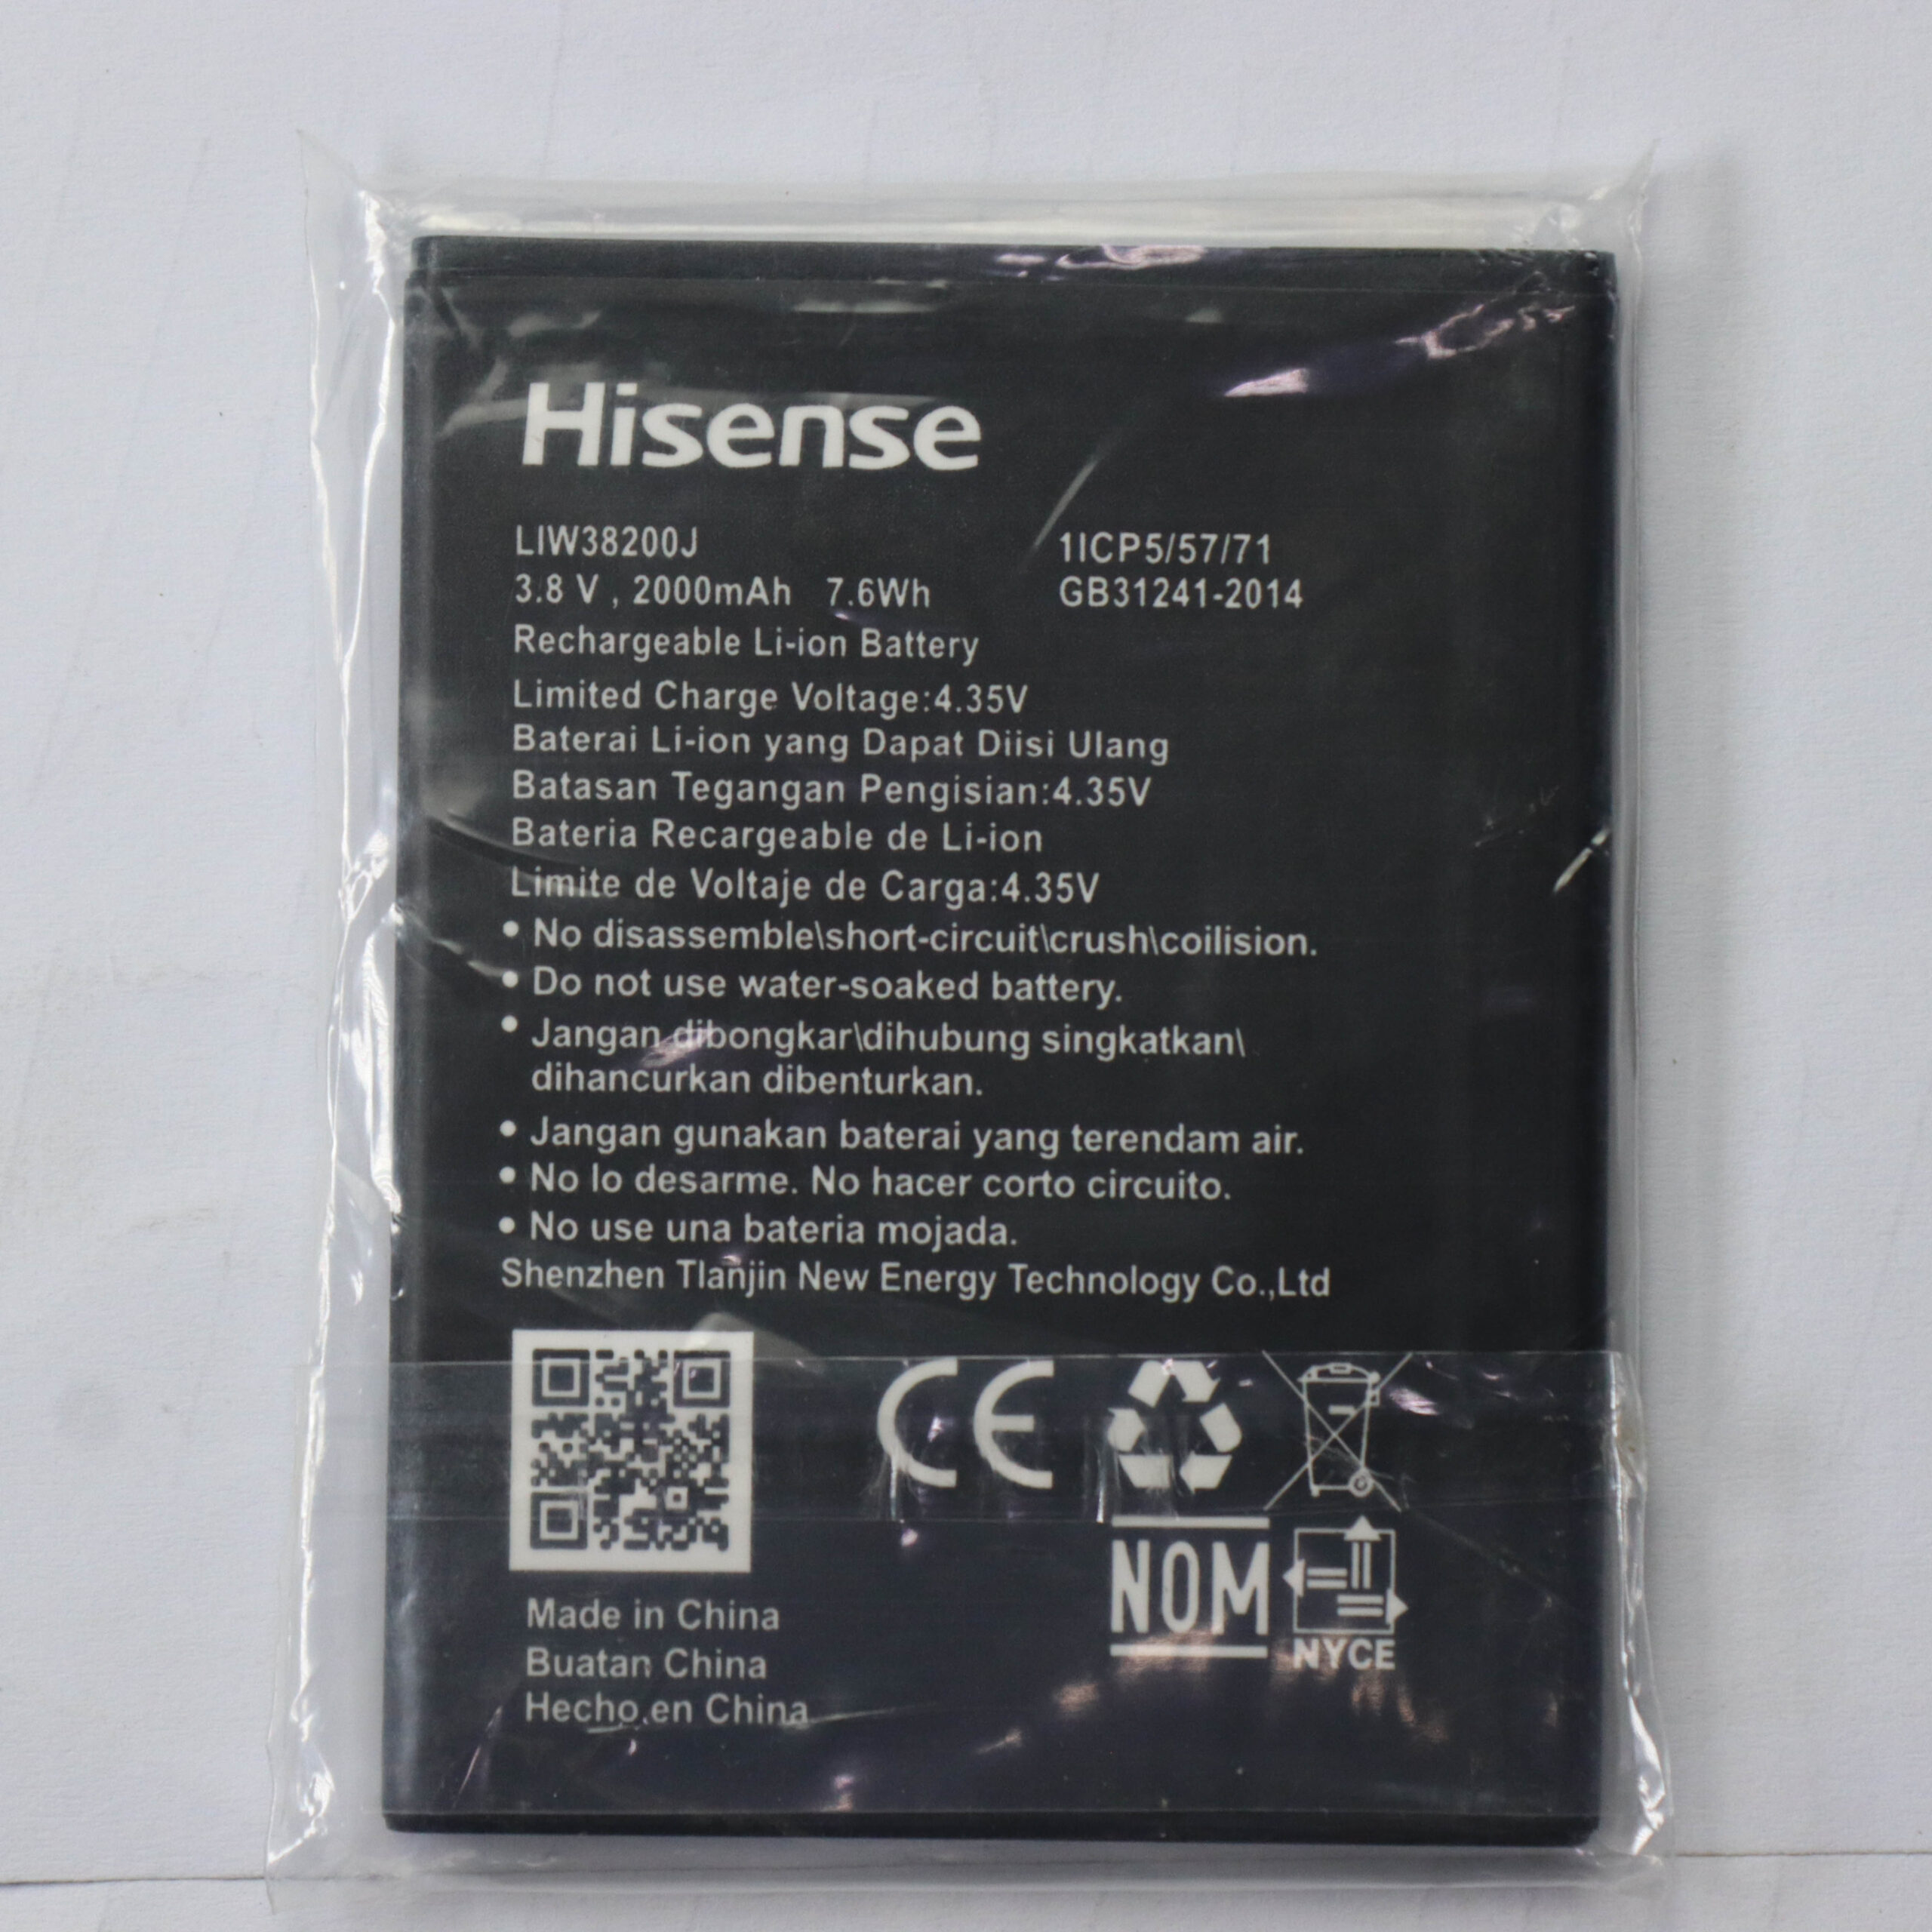 Hisense
LIW38200J 1ICP5/57/71
3.8 V , 2000mAh 7.6Wh GB31241-2014
Rechargeable Li-ion Battery
Limited Charge Voltage:4.35V
Baterai Li-ion yang Dapat Diisi Ulang
Batasan Tegangan Pengisian:4.35V
Bateria Recargeable de Li-ion
Limite de Voltaje de Carga:4.35V
• No disassemble\short-circuit\crush\coilision.
• Do not use water-soaked battery.
• Jangan dibongkar\dihubung singkatkan\
dihancurkan dibenturkan.
• Jangan gunakan baterai yang terendam air.
• No lo desarme. No hacer corto circuito.
• No use una bateria mojada.
Shenzhen Tlanjin New Energy Technology Co.,Ltd
CE
NOM
NYCE
Made in China
Buatan China
Hecho en China